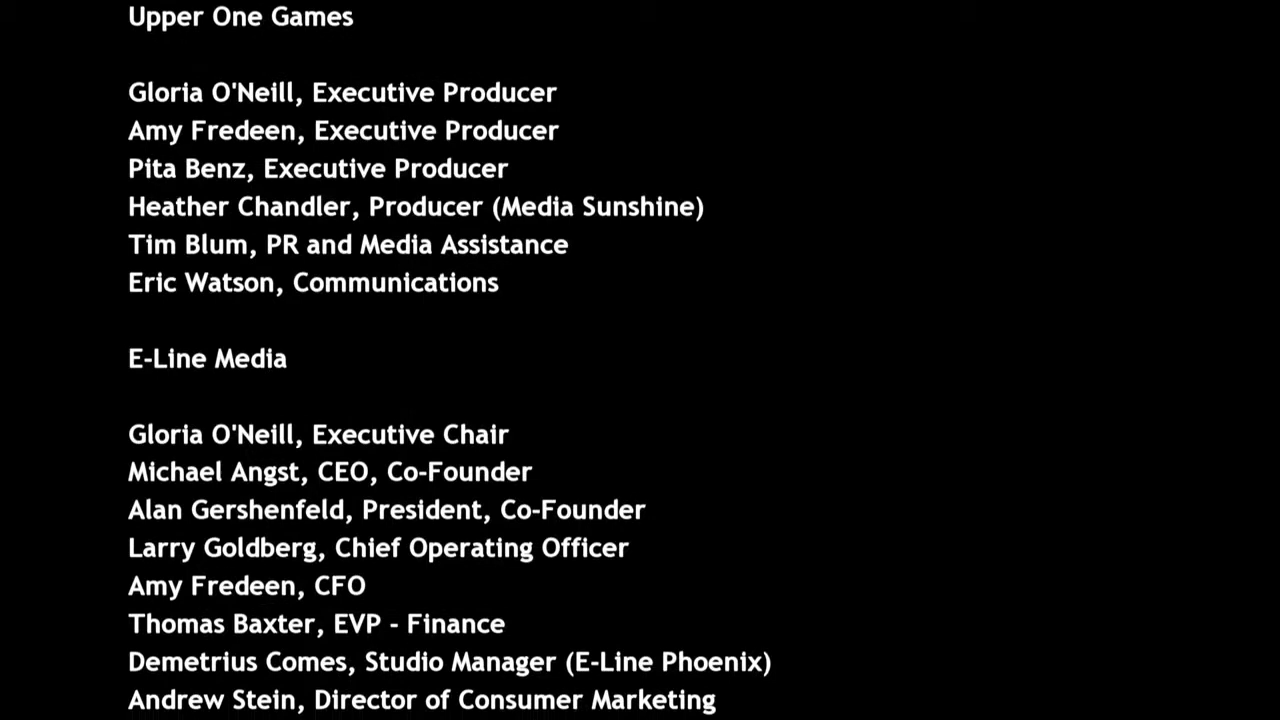 Upper One Games
Gloria O'Neill, Executive Producer
Amy Fredeen, Executive Producer
Pita Benz, Executive Producer
Heather Chandler, Producer (Media Sunshine)
Tim Blum, PR and Media Assistance
Eric Watson, Communications
E-Line Media
Gloria O'Neill, Executive Chair
Michael Angst, CEO, Co-Founder
Alan Gershenfeld, President, Co-Founder
Larry Goldberg, Chief Operating Officer
Amy Fredeen, CFO
Thomas Baxter, EVP - Finance
Demetrius Comes, Studio Manager (E-Line Phoenix)
Andrew Stein, Director of Consumer Marketing